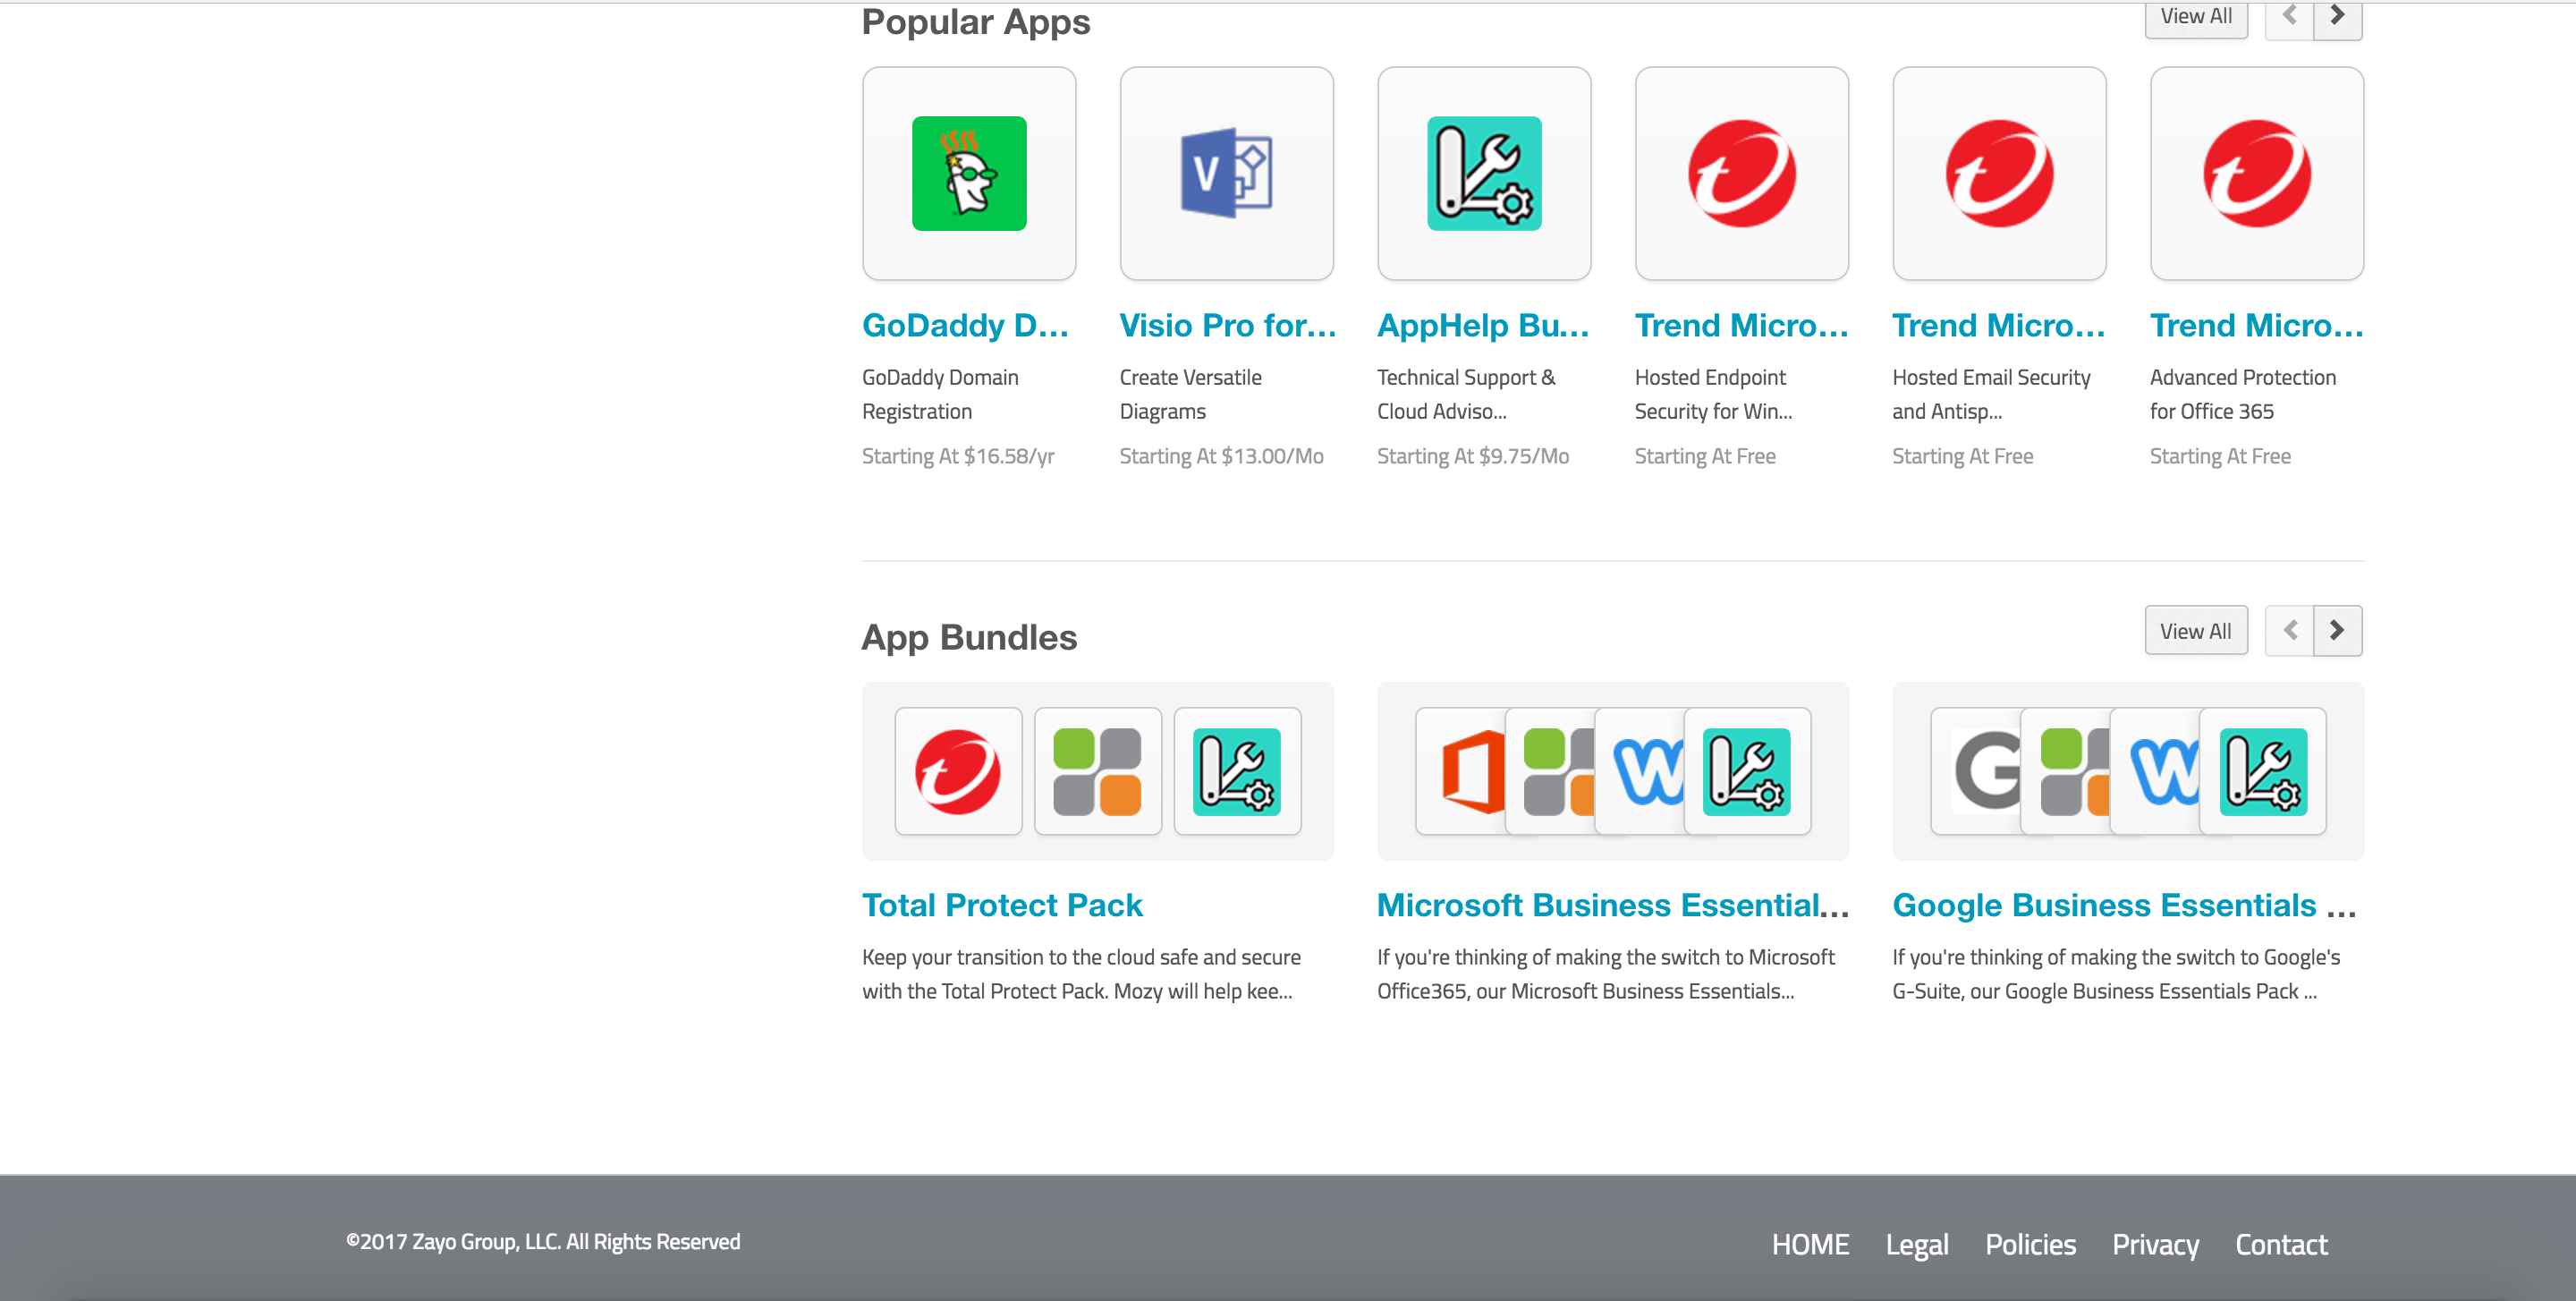 Popular Apps
View All
V
GoDaddy D...
Visio Pro for...
AppHelp Bu...
Trend Micro...
Trend Micro...
Trend Micro...
GoDaddy Domain
Registration
Create Versatile
Diagrams
Technical Support &
Cloud Adviso...
Hosted Endpoint
Security for Win...
Hosted Email Security
and Antisp...
Advanced Protection
for Office 365
Starting At $16.58/yr
Starting At $13.00/Mo
Starting At $9.75/Mo
Starting At Free
Starting At Free
Starting At Free
App Bundles
View All
Total Protect Pack
Microsoft Business Essential...
Google Business Essentials ...
Keep your transition to the cloud safe and secure
with the Total Protect Pack. Mozy will help kee...
If you're thinking of making the switch to Microsoft
Office365, our Microsoft Business Essentials...
If you're thinking of making the switch to Google's
G-Suite, our Google Business Essentials Pack ...
©2017 Zayo Group, LLC. All Rights Reserved
HOME Legal Policies Privacy Contact